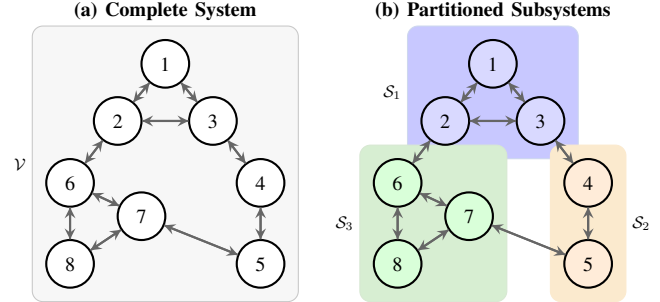 (a) Complete System
(b) Partitioned Subsystems
𝒱
1
2
3
6
4
7
8
5
𝒮₁
1
2
3
6
4
7
𝒮₃
𝒮₂
8
5